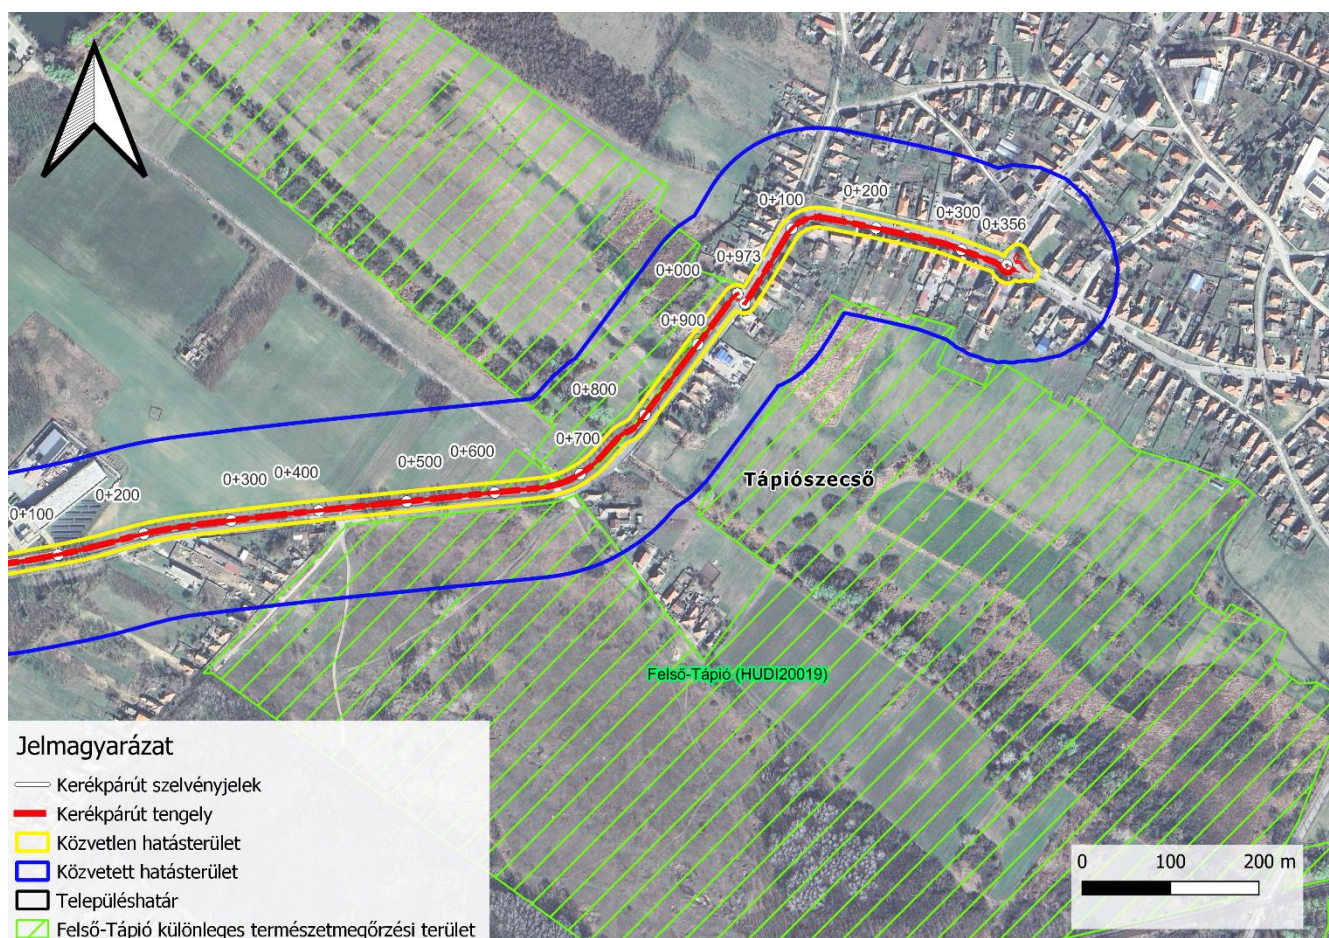 0+100
0+200
0+300
0+356
0+973
0+000
0+900
0+800
0+700
0+600
0+500
0+400
0+300
0+200
0+100
Tápiószecső
Felső-Tápió (HUDI20019)
Jelmagyarázat
Kerékpárút szelvényjelek
Kerékpárút tengely
Közvetlen hatásterület
Közvetett hatásterület
Településhatár
Felső-Tápió különleges természetmegőrzési terület
0 100 200 m